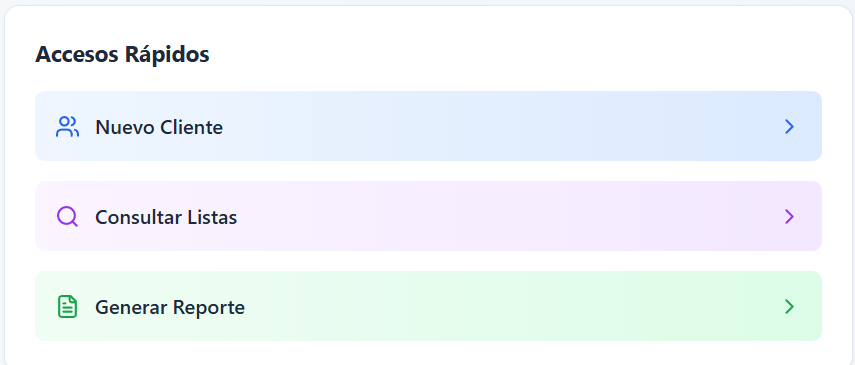 Accesos Rápidos
Nuevo Cliente
Consultar Listas
Generar Reporte